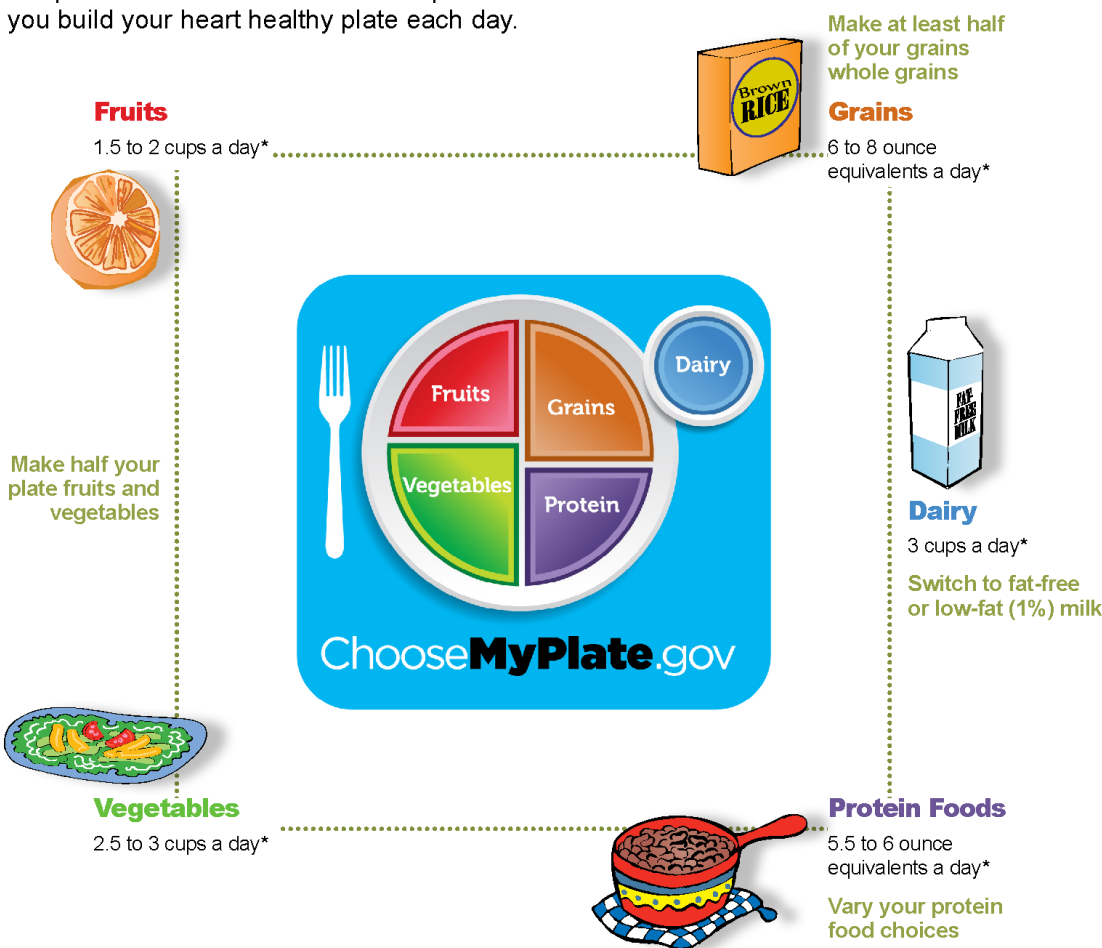 you build your heart healthy plate each day.
Make at least half
of your grains
whole grains
Brown
RICE
Fruits
1.5 to 2 cups a day*
Grains
6 to 8 ounce
equivalents a day*
Fruits
Grains
Dairy
Vegetables
Protein
ChooseMyPlate.gov
Make half your
plate fruits and
vegetables
FAT-
FREE
MILK
Dairy
3 cups a day*
Switch to fat-free
or low-fat (1%) milk
Vegetables
2.5 to 3 cups a day*
Protein Foods
5.5 to 6 ounce
equivalents a day*
Vary your protein
food choices